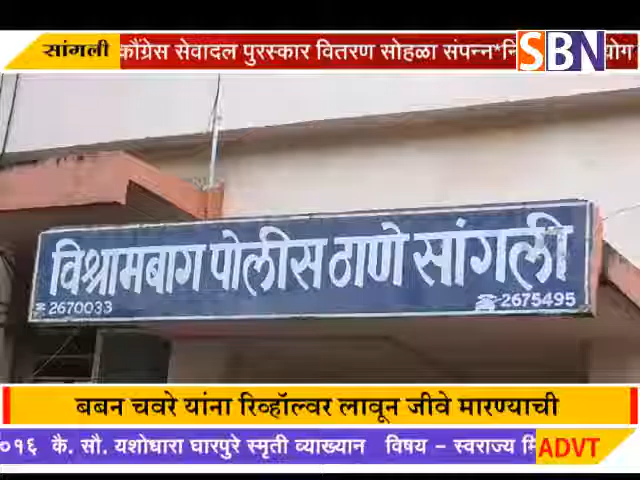 सांगली
काँग्रेस सेवादल पुरस्कार वितरण सोहळा संपन्न*नि
SBN
विश्रामबाग पोलीस ठाणे सांगली
2670033
2675495
बबन चवरे यांना रिव्हॉल्वर लावून जीवे मारण्याची
०१६ कै. सौ. यशोधारा घारपुरे स्मृती व्याख्यान विषय - स्वराज्य
ADVT